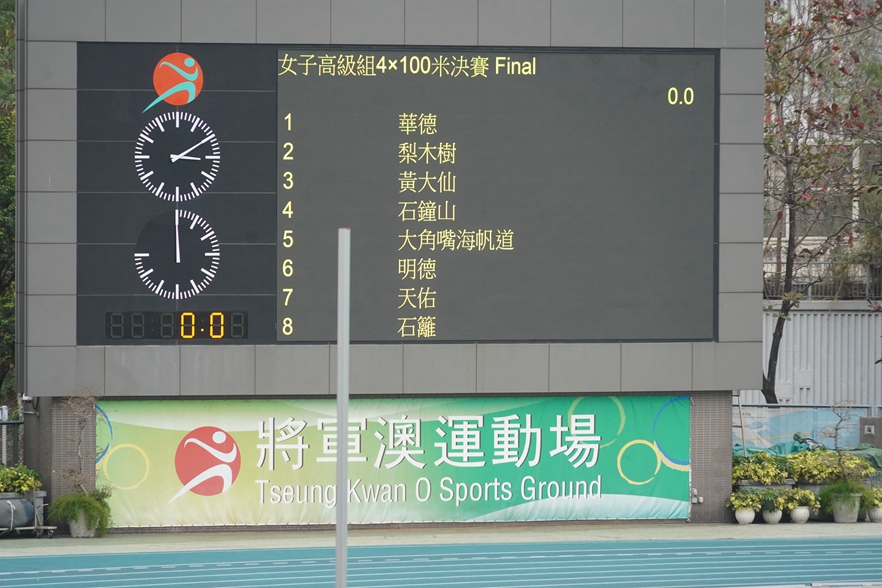 女子高級組4×100米決賽 Final
0.0
1 華德
2 梨木樹
3 黃大仙
4 石鐘山
5 大角嘴海帆道
6 明德
7 天佑
8 石籬
0.0
將軍澳運動場
Tseung Kwan O Sports Ground